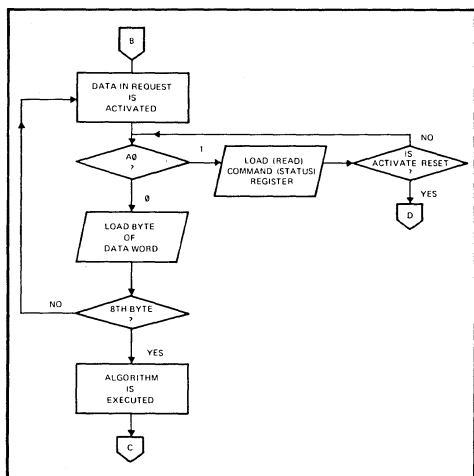 B
DATA IN REQUEST
IS
ACTIVATED
A0
?
1
LOAD (READ)
COMMAND (STATUS)
REGISTER
NO
IS
ACTIVATE RESET
?
YES
D
0
LOAD BYTE
OF
DATA WORD
NO
8TH BYTE
?
YES
ALGORITHM
IS
EXECUTED
C